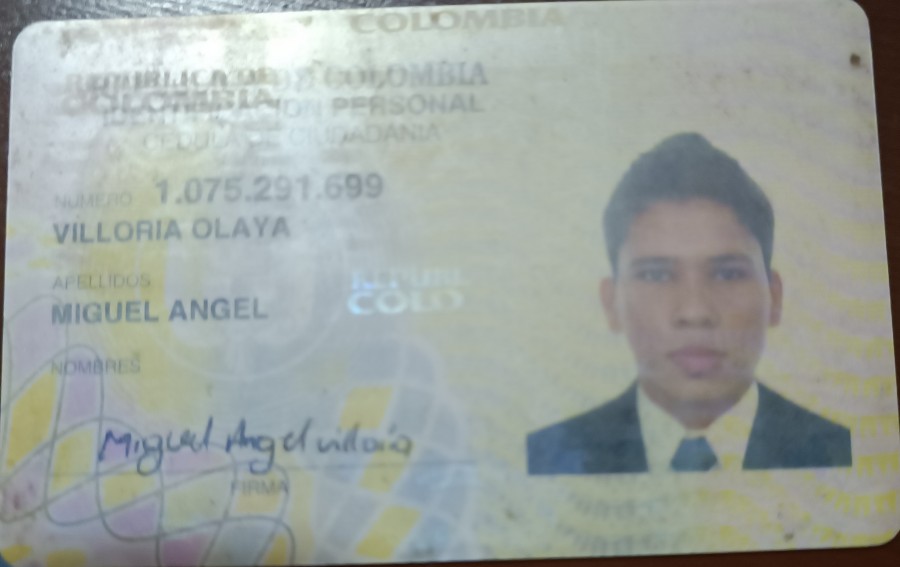 COLOMBIA
REPUBLICA DE COLOMBIA
COLOMBIA
IDENTIFICACION PERSONAL
CEDULA DE CIUDADANIA
NUMERO 1.075.291.699
VILLORIA OLAYA
APELLIDOS
MIGUEL ANGEL
NOMBRES
REPUBL
COLO
Miguel Angel villoria
FIRMA